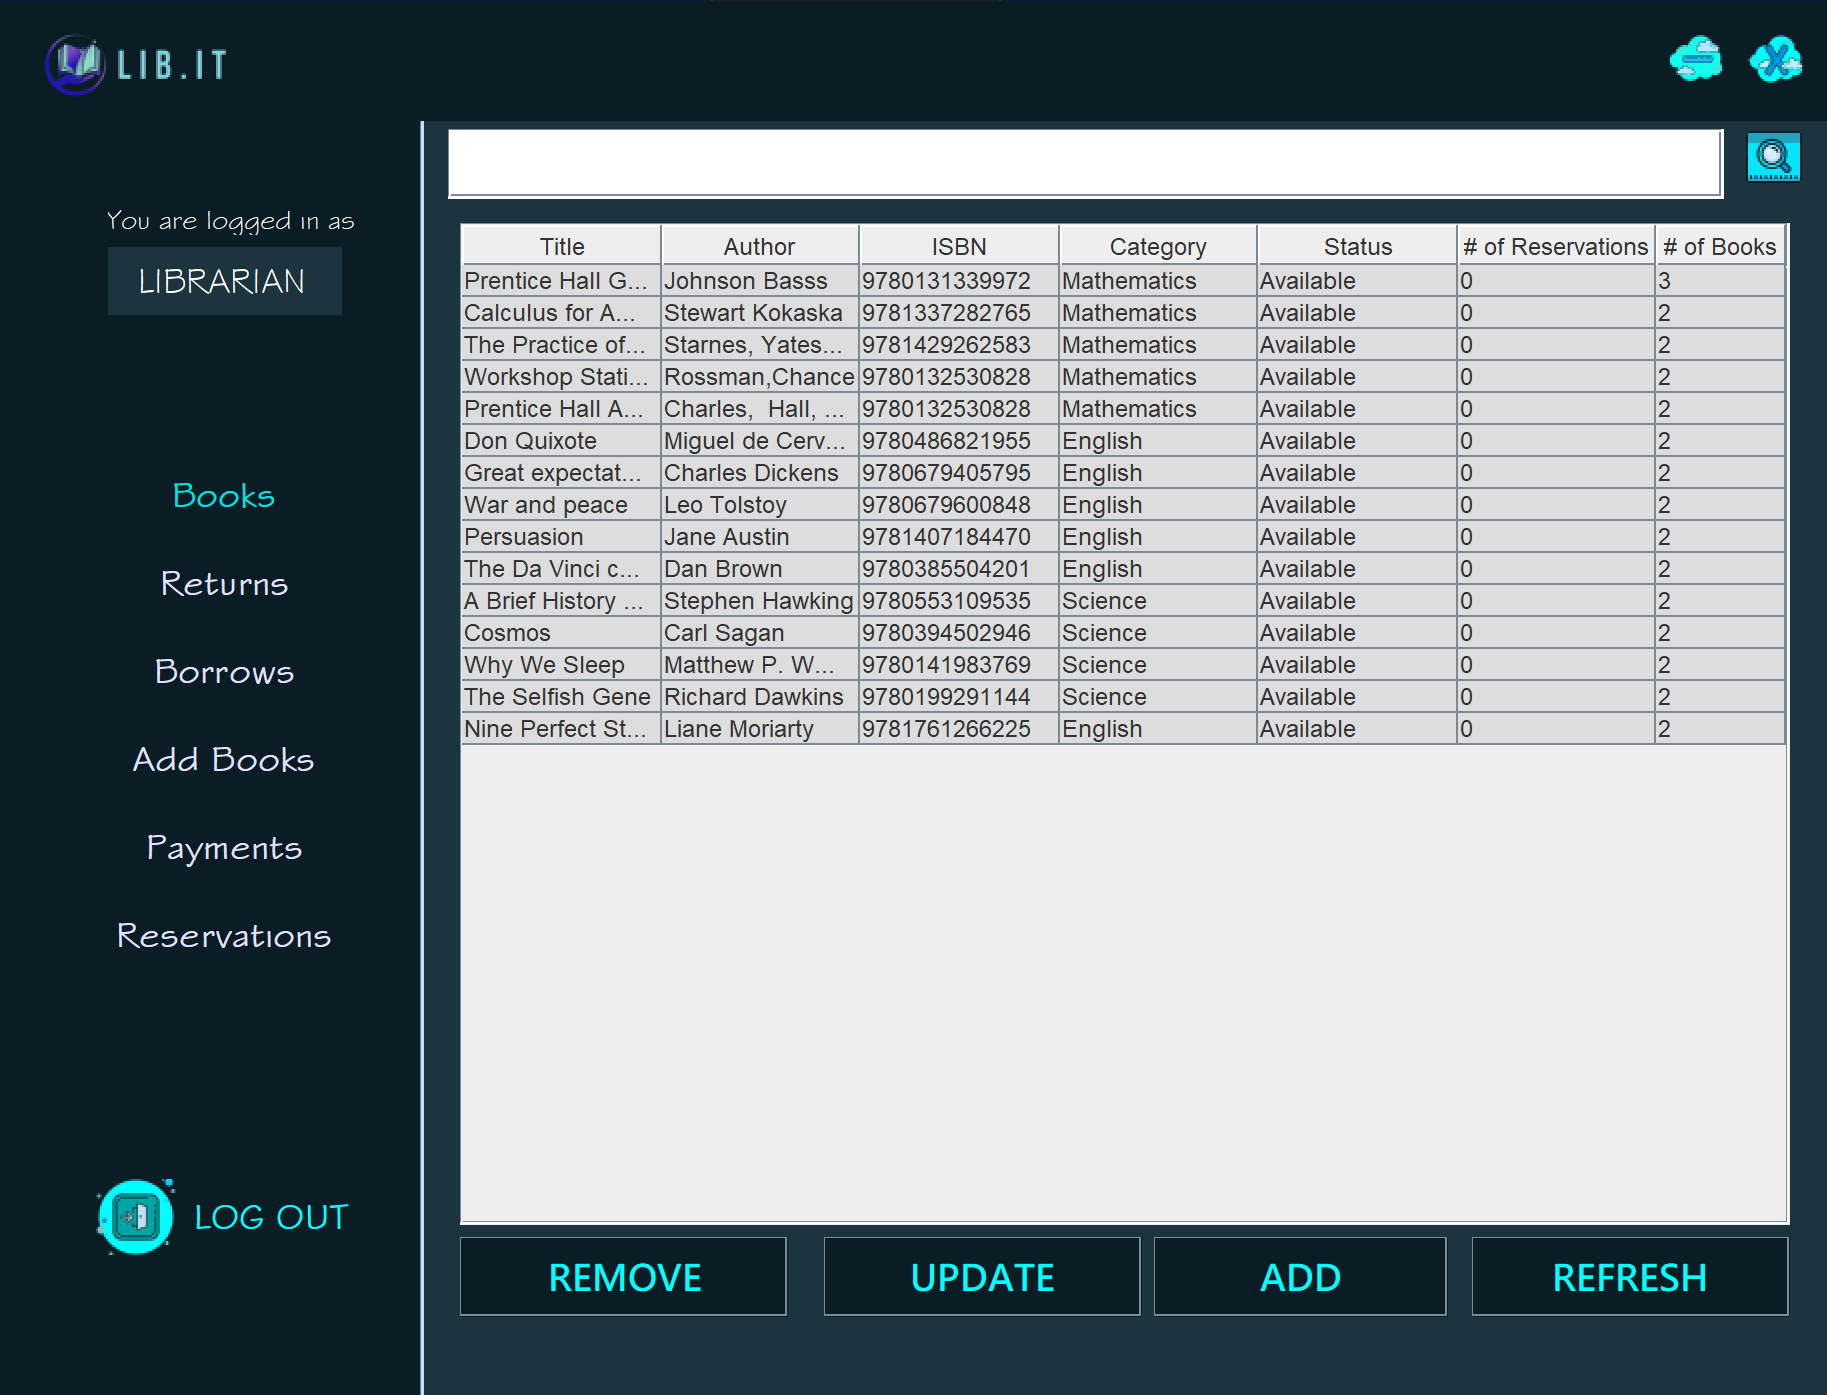 LIB.IT
You are logged in as
LIBRARIAN
Books
Returns
Borrows
Add Books
Payments
Reservations
LOG OUT
Title Author ISBN Category Status # of Reservations # of Books
Prentice Hall G... Johnson Basss 9780131339972 Mathematics Available 0 3
Calculus for A... Stewart Kokaska 9781337282765 Mathematics Available 0 2
The Practice of... Starnes, Yates... 9781429262583 Mathematics Available 0 2
Workshop Stati... Rossman,Chance 9780132530828 Mathematics Available 0 2
Prentice Hall A... Charles, Hall, ... 9780132530828 Mathematics Available 0 2
Don Quixote Miguel de Cerv... 9780486821955 English Available 0 2
Great expectat... Charles Dickens 9780679405795 English Available 0 2
War and peace Leo Tolstoy 9780679600848 English Available 0 2
Persuasion Jane Austin 9781407184470 English Available 0 2
The Da Vinci c... Dan Brown 9780385504201 English Available 0 2
A Brief History ... Stephen Hawking 9780553109535 Science Available 0 2
Cosmos Carl Sagan 9780394502946 Science Available 0 2
Why We Sleep Matthew P. W... 9780141983769 Science Available 0 2
The Selfish Gene Richard Dawkins 9780199291144 Science Available 0 2
Nine Perfect St... Liane Moriarty 9781761266225 English Available 0 2
REMOVE UPDATE ADD REFRESH